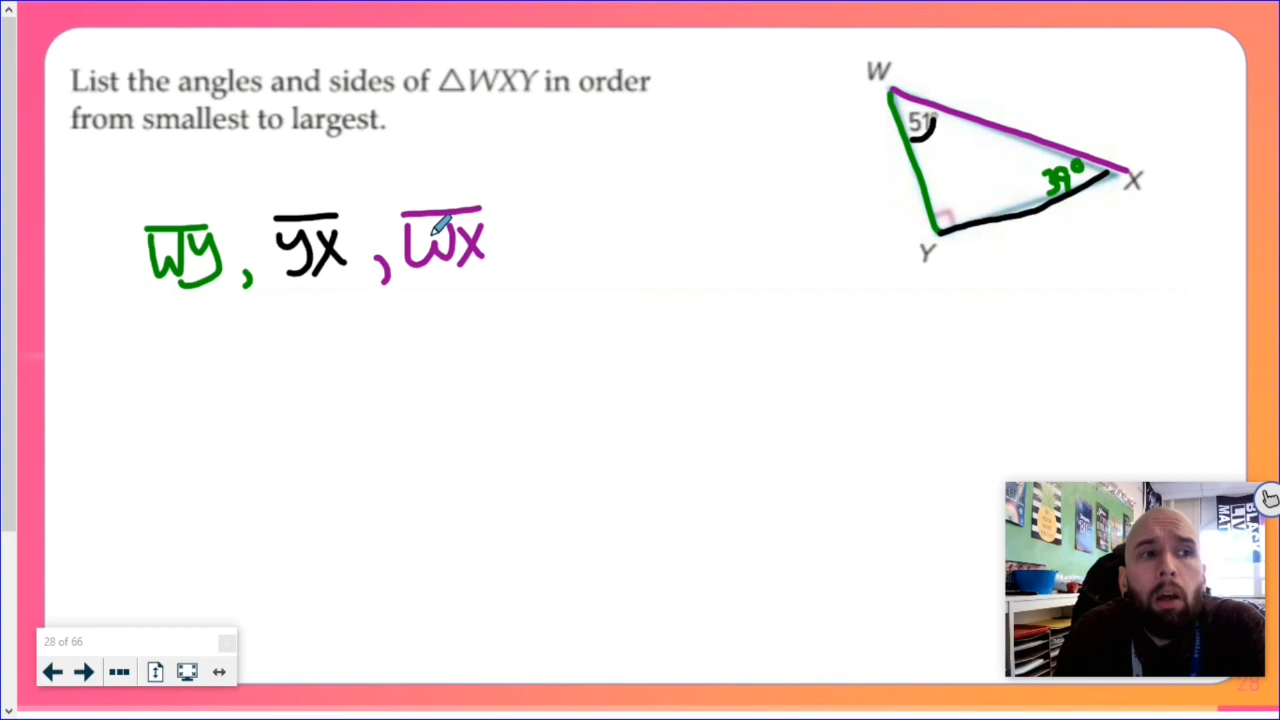 List the angles and sides of △WXY in order
from smallest to largest.
W
51°
39°
X
Y
WY, YX, WX
28 of 66
28